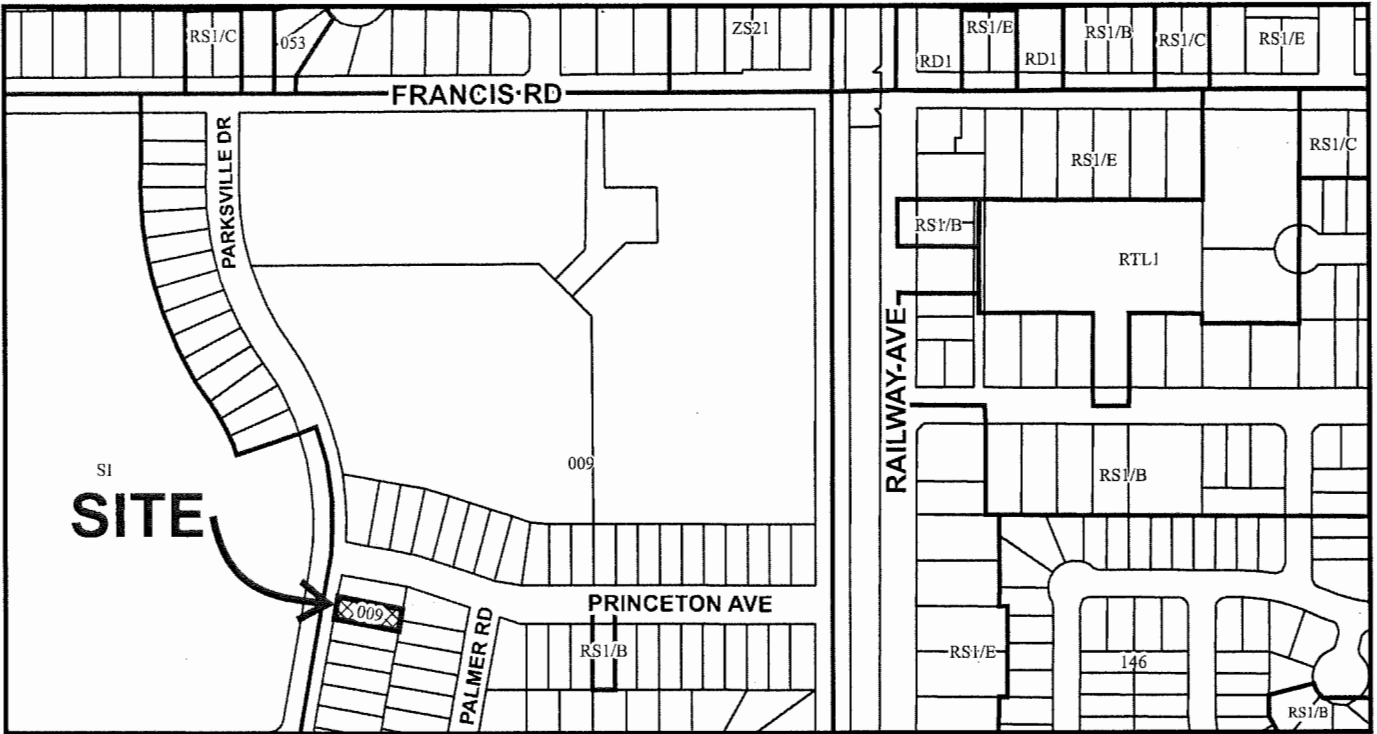 RS1/C
053
ZS21
RD1
RS1/E
RD1
RS1/B
RS1/C
RS1/E
FRANCIS RD
PARKSVILLE DR
RS1/E
RS1/C
RS1/B
RTL1
RAILWAY AVE
SI
SITE
009
RS1/B
009
PRINCETON AVE
PALMER RD
RS1/B
RS1/E
146
RS1/B